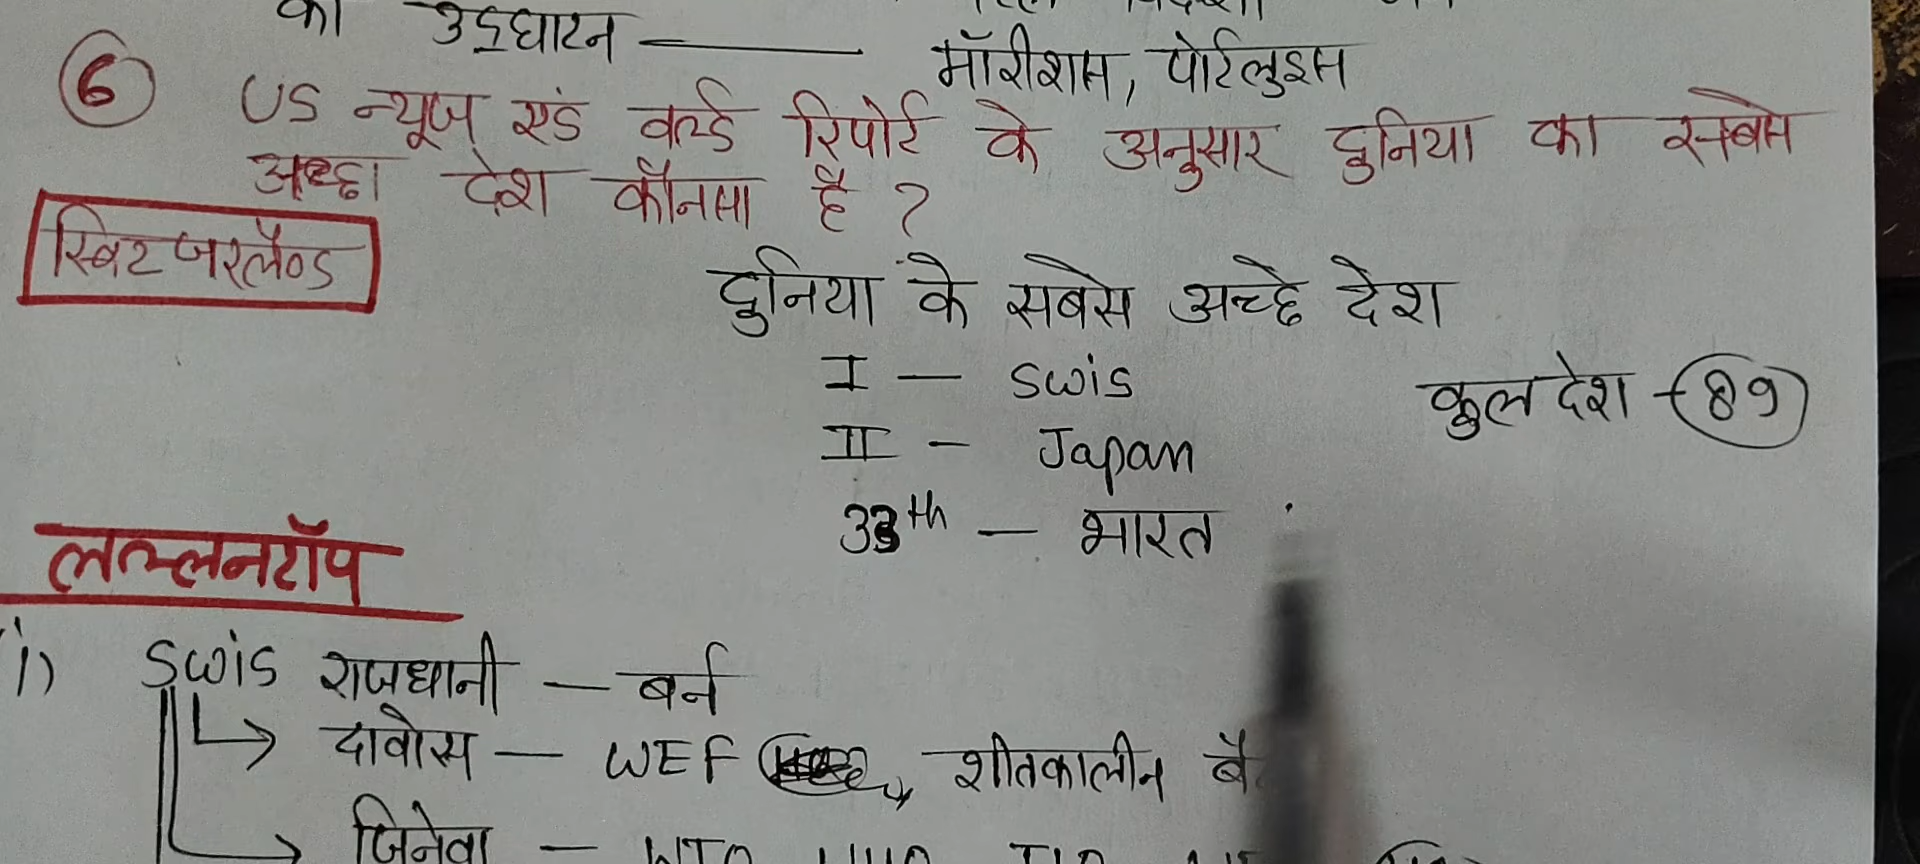 का उद्घाटन — मॉरीशस, पोर्टलुइस
6 US न्यूज एंड वर्ल्ड रिपोर्ट के अनुसार दुनिया का सबसे
अच्छा देश कौनसा है ?
स्विटजरलैण्ड
दुनिया के सबसे अच्छे देश
I — swis
कुल देश - 89
II - Japan
33th — भारत
लल्लनटॉप
i) swis राजधानी — बर्न
दावोस — WEF शीतकालीन
जिनेवा —